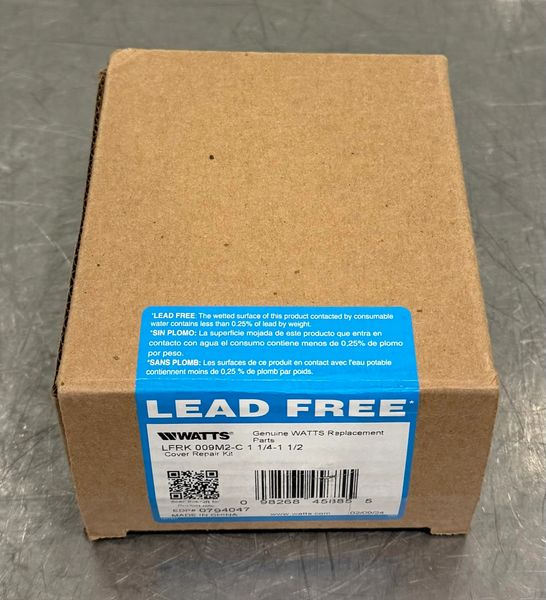 *LEAD FREE: The wetted surface of this product contacted by consumable
water contains less than 0.25% of lead by weight.
*SIN PLOMO: La superficie mojada de este producto que entra en
contacto con agua el consumo contiene menos de 0,25% de plomo
por peso.
*SANS PLOMB: Les surfaces de ce produit en contact avec l'eau potable
contiennent moins de 0,25 % de plomb par poids.
LEAD FREE*
WATTS® Genuine WATTS Replacement
Parts
LFRK 009M2-C 1 1/4-1 1/2
Cover Repair Kit
0 98268 45885 5
EDP# 0794047
MADE IN CHINA www.watts.com 02/09/24